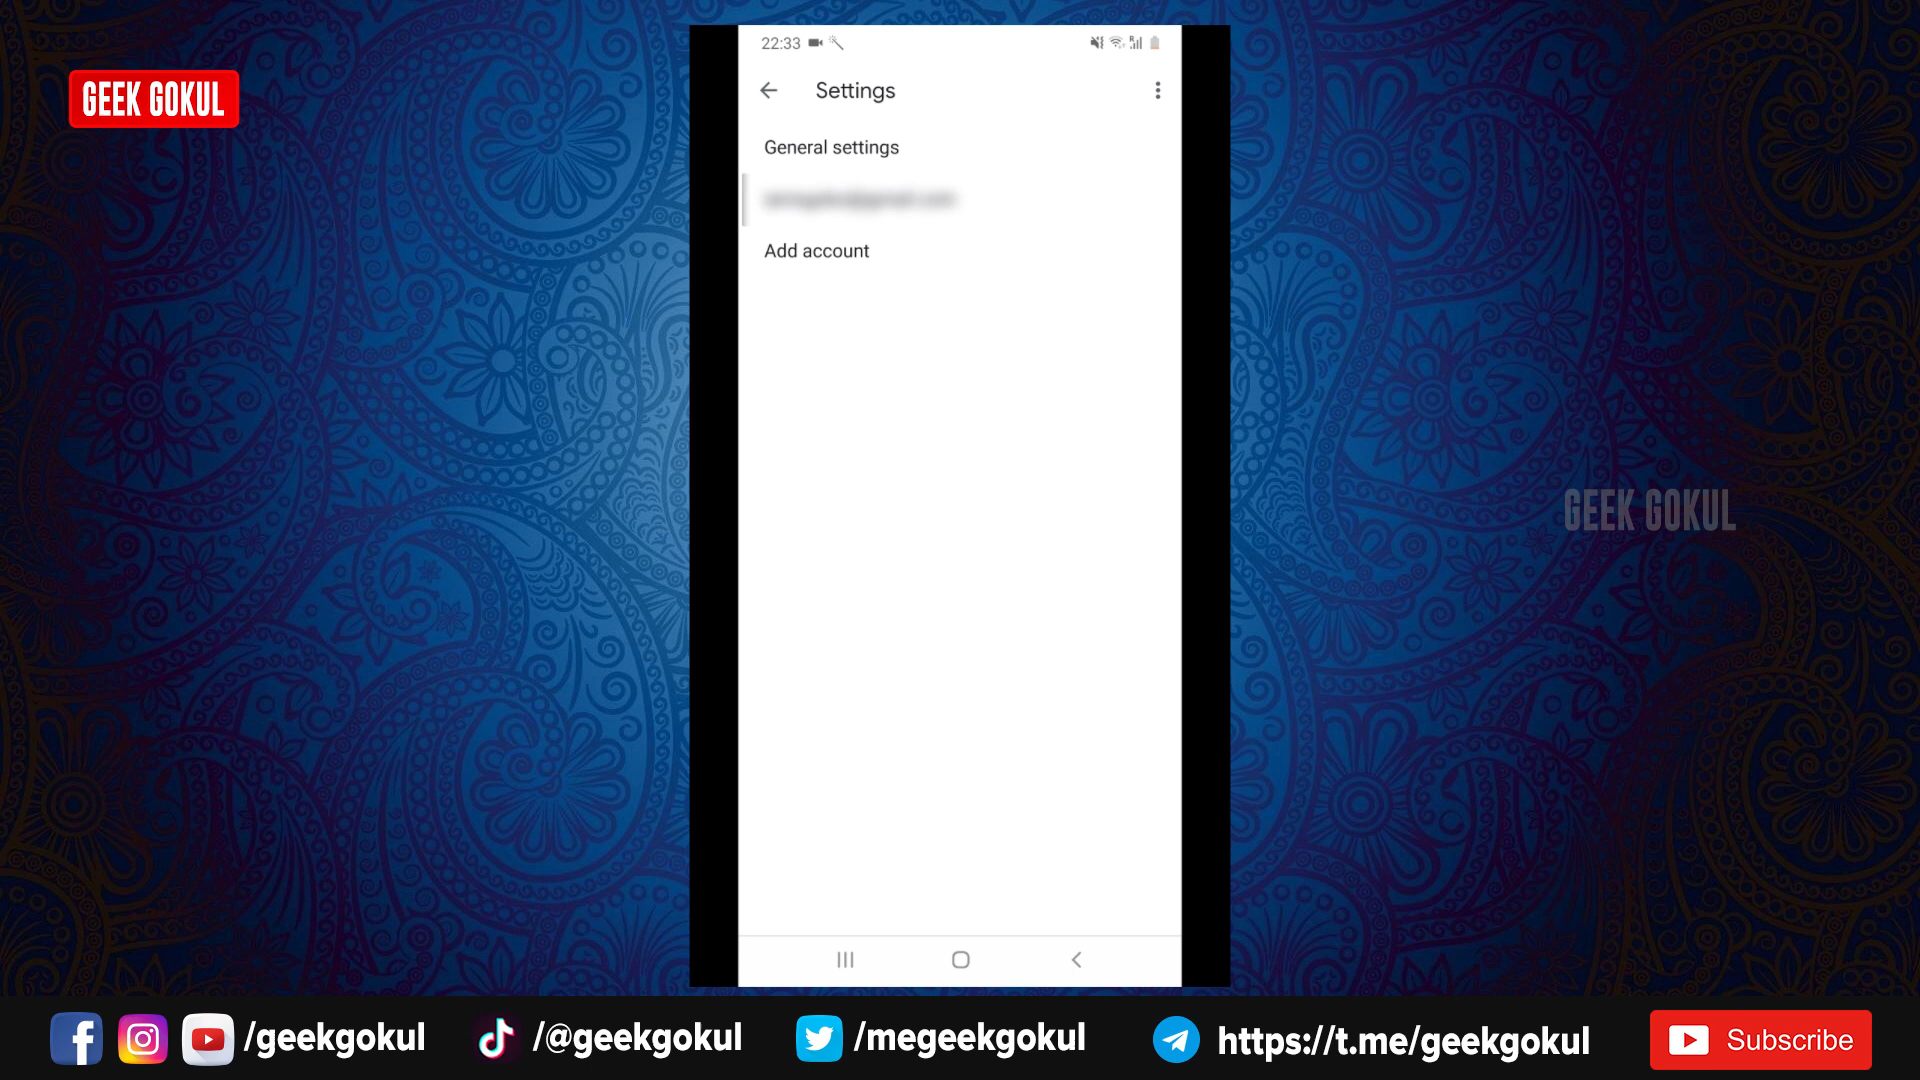 GEEK GOKUL
22:33
Settings
General settings
Add account
GEEK GOKUL
/geekgokul
/@geekgokul
/megeekgokul
https://t.me/geekgokul
Subscribe